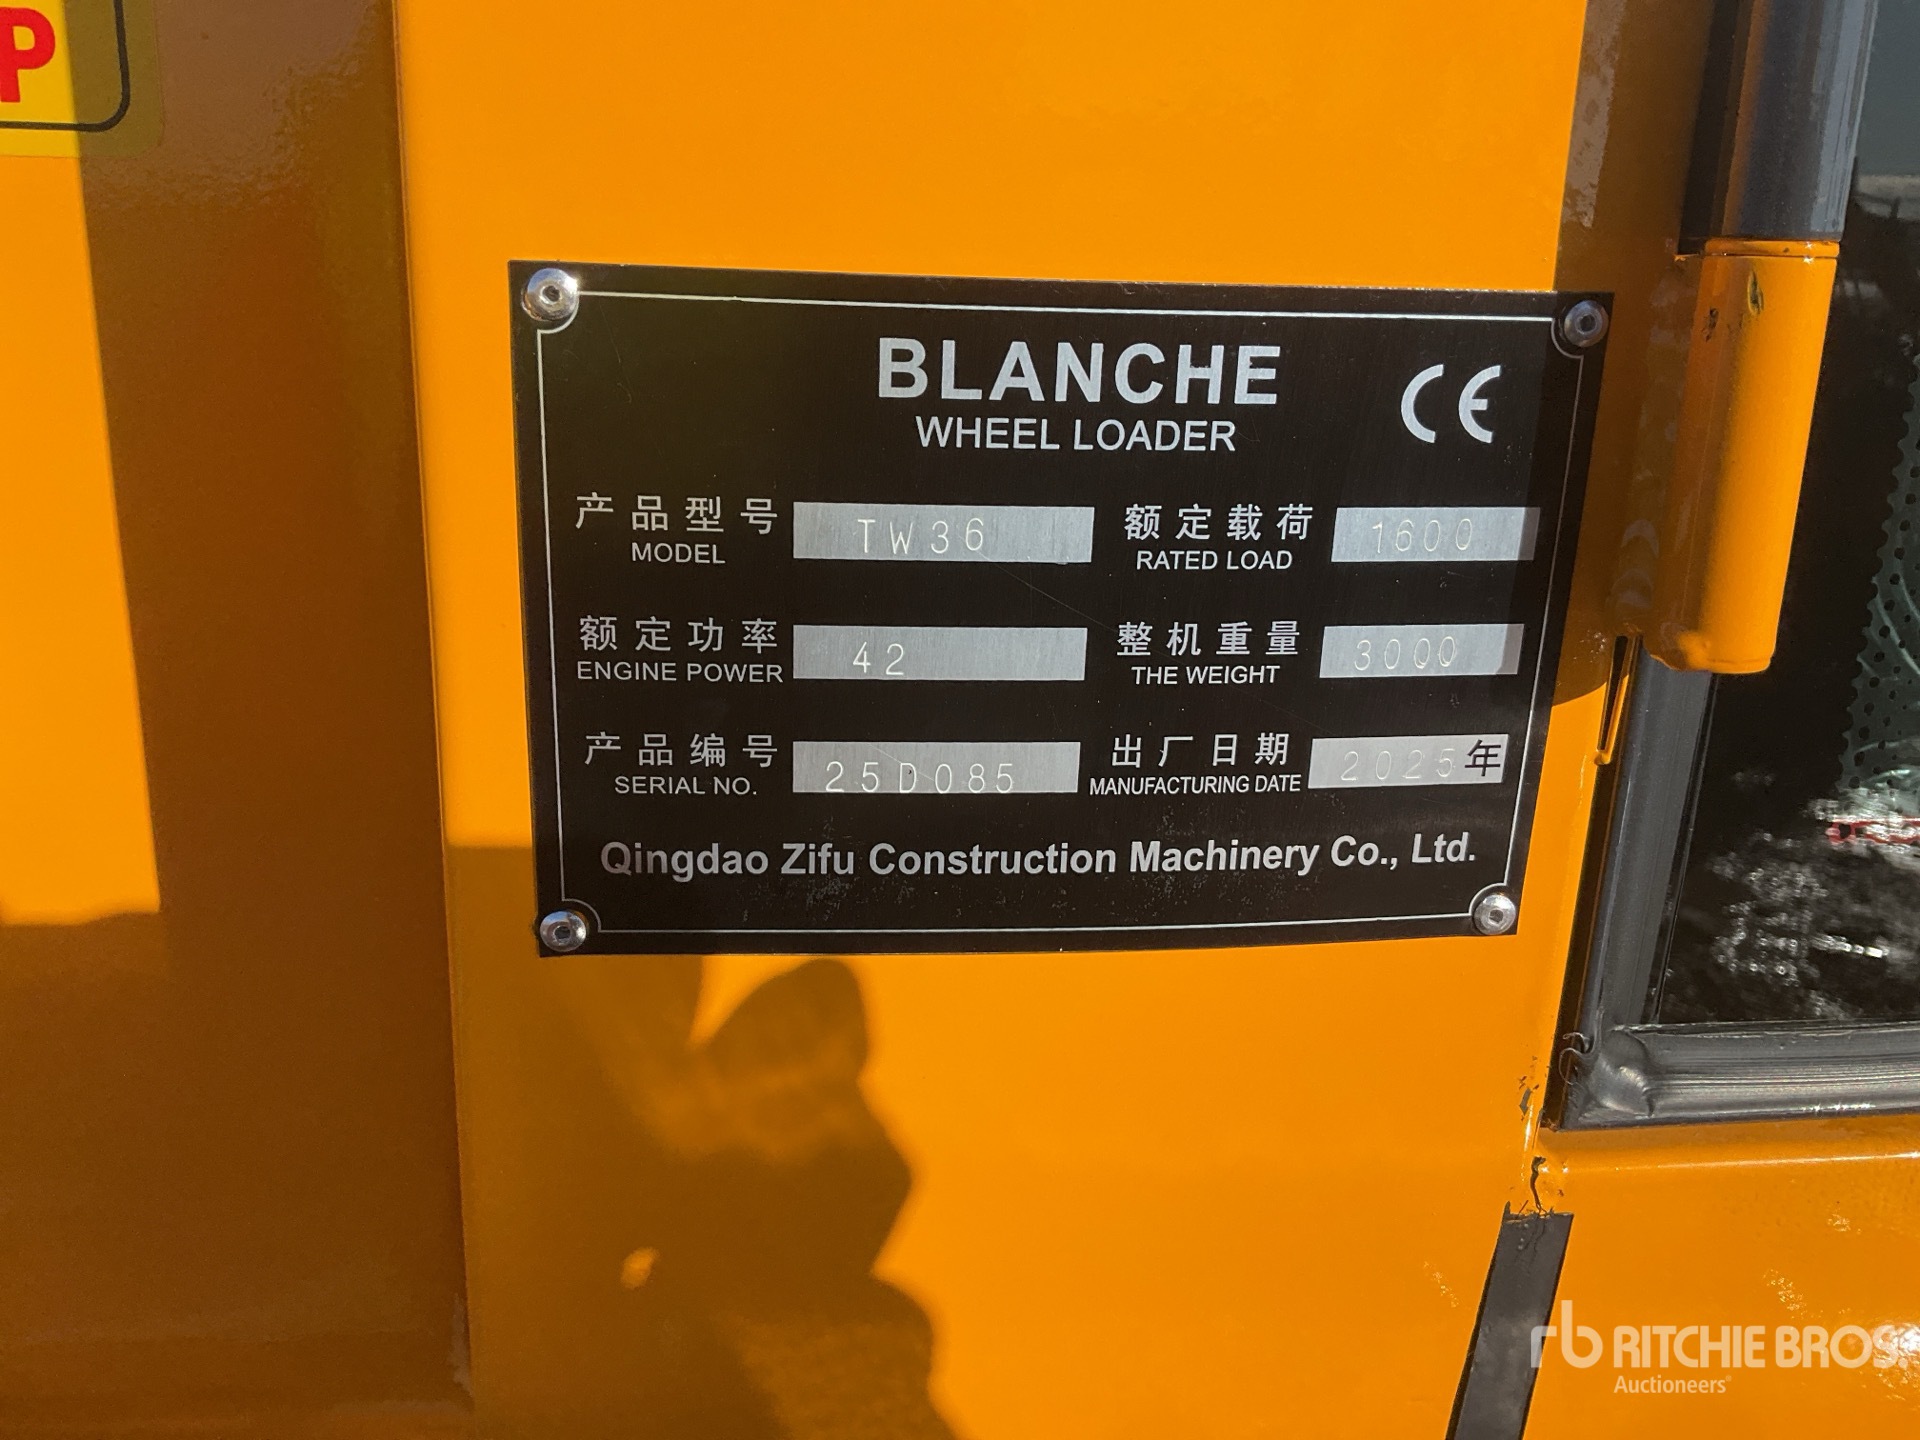 P
BLANCHE
WHEEL LOADER
CE
产品型号 TW36 额定载荷 1600
MODEL RATED LOAD
额定功率 42 整机重量 3000
ENGINE POWER THE WEIGHT
产品编号 25D085 出厂日期 2025年
SERIAL NO. MANUFACTURING DATE
Qingdao Zifu Construction Machinery Co., Ltd.
rb RITCHIE BROS.
Auctioneers®